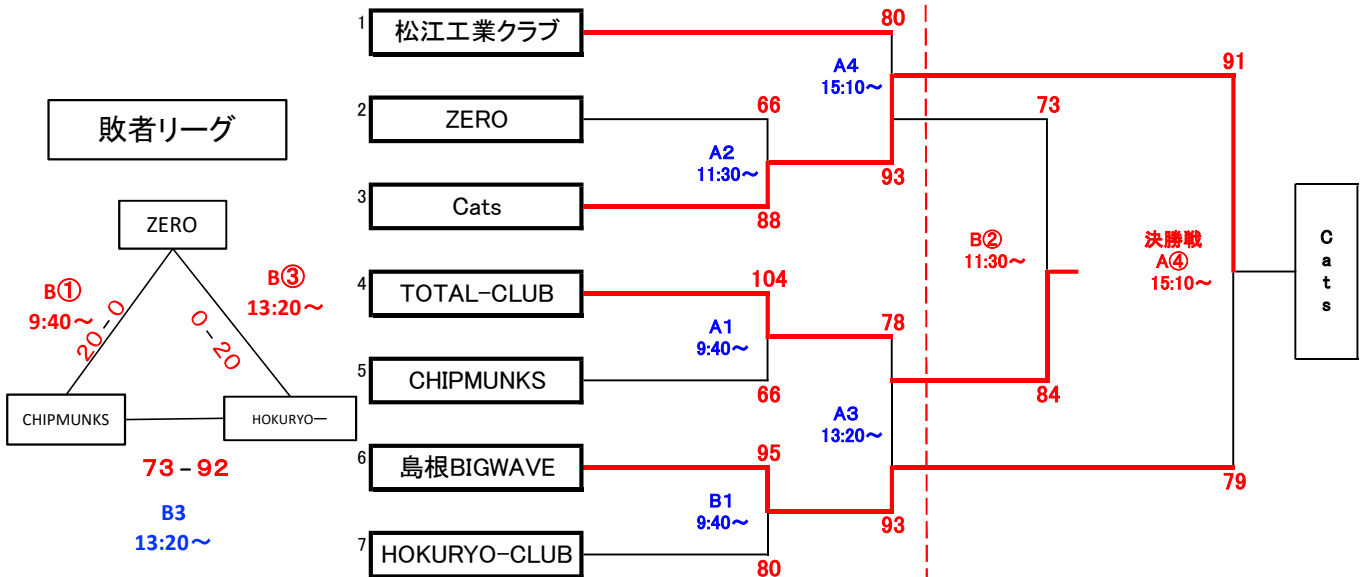 敗者リーグ
ZERO
B①
9:40～
20-0
B③
13:20～
0-20
CHIPMUNKS
HOKURYOー
73-92
B3
13:20～
1
松江工業クラブ
80
2
ZERO
66
A2
11:30～
3
Cats
88
A4
15:10～
93
4
TOTAL-CLUB
104
A1
9:40～
5
CHIPMUNKS
66
78
A3
13:20～
6
島根BIGWAVE
95
B1
9:40～
7
HOKURYO-CLUB
80
93
73
B②
11:30～
84
91
決勝戦
A④
15:10～
79
Cats